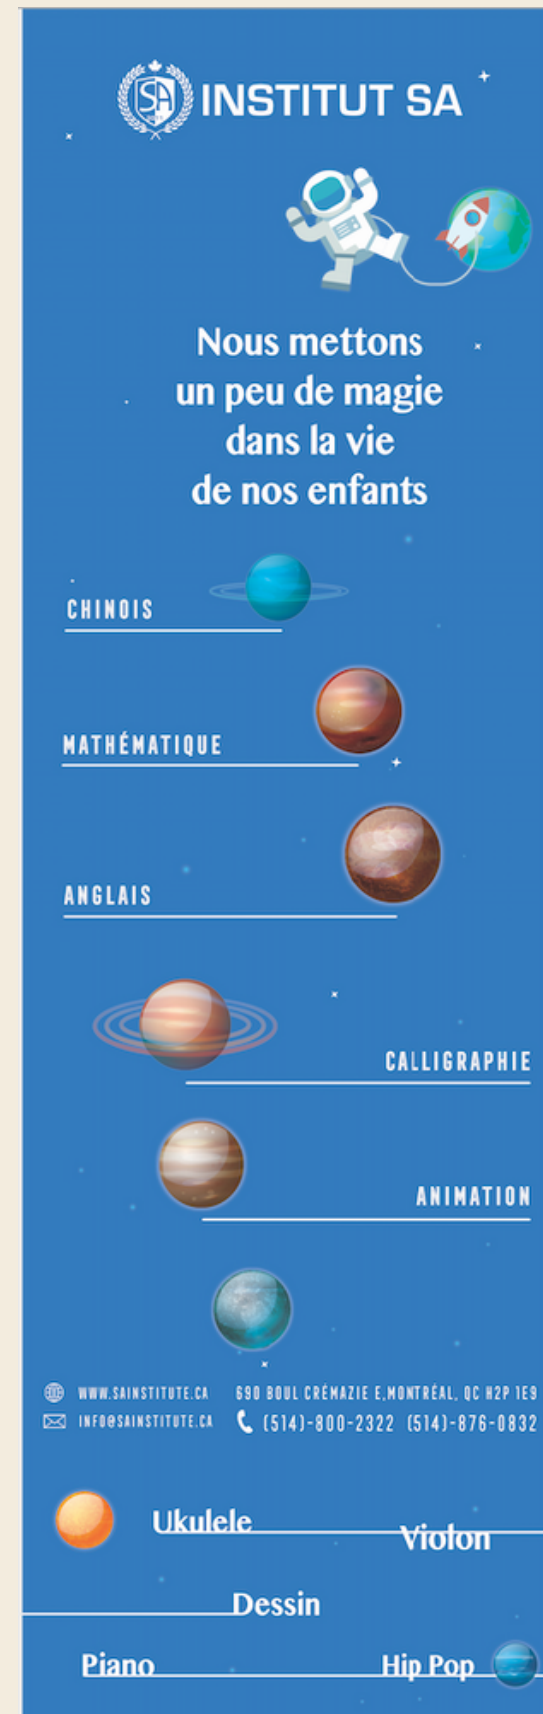 SA
INSTITUT SA
Nous mettons
un peu de magie
dans la vie
de nos enfants
CHINOIS
MATHÉMATIQUE
ANGLAIS
CALLIGRAPHIE
ANIMATION
WWW.SAINSTITUTE.CA 690 BOUL CRÉMAZIE E,MONTRÉAL, QC H2P 1E9
INFO@SAINSTITUTE.CA (514)-800-2322 (514)-876-0832
Ukulele
Violon
Dessin
Piano Hip Pop